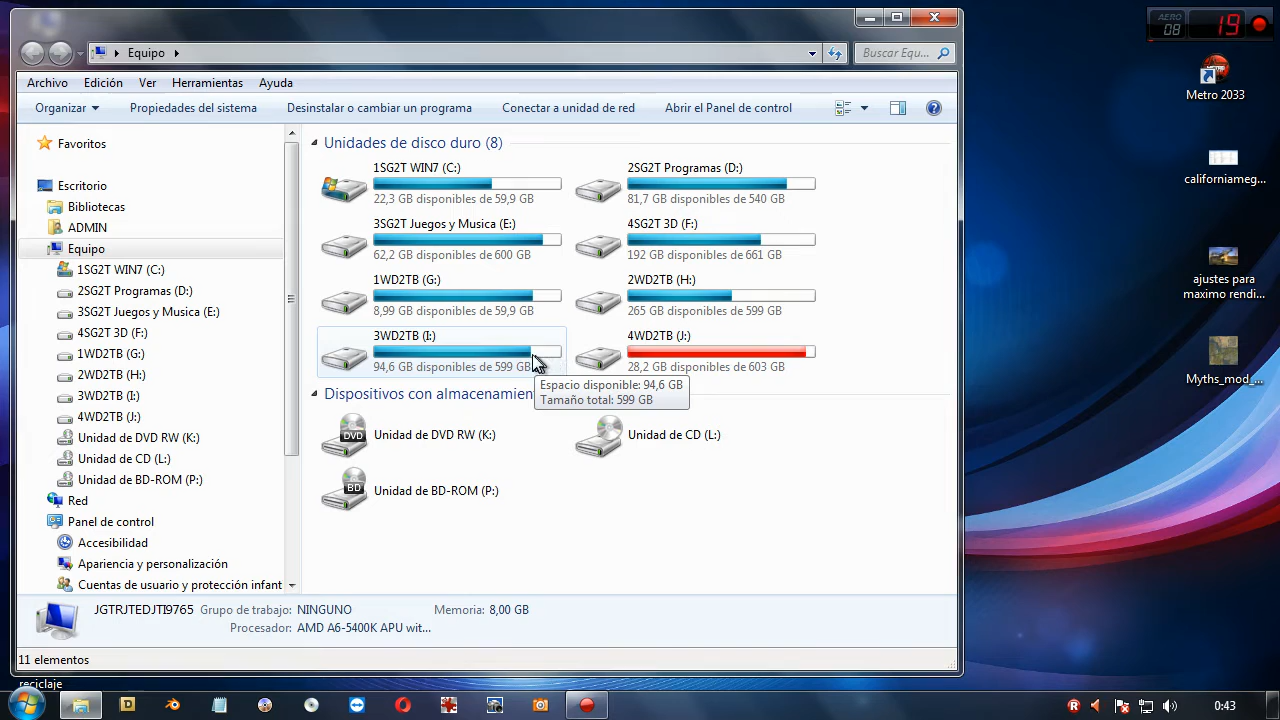 Equipo
Buscar Equ...
Archivo Edición Ver Herramientas Ayuda
Organizar Propiedades del sistema Desinstalar o cambiar un programa Conectar a unidad de red Abrir el Panel de control
Favoritos
Escritorio
Bibliotecas
ADMIN
Equipo
1SG2T WIN7 (C:)
2SG2T Programas (D:)
3SG2T Juegos y Musica (E:)
4SG2T 3D (F:)
1WD2TB (G:)
2WD2TB (H:)
3WD2TB (I:)
4WD2TB (J:)
Unidad de DVD RW (K:)
Unidad de CD (L:)
Unidad de BD-ROM (P:)
Red
Panel de control
Accesibilidad
Apariencia y personalización
Cuentas de usuario y protección infant
Unidades de disco duro (8)
1SG2T WIN7 (C:)
22,3 GB disponibles de 59,9 GB
2SG2T Programas (D:)
81,7 GB disponibles de 540 GB
3SG2T Juegos y Musica (E:)
62,2 GB disponibles de 600 GB
4SG2T 3D (F:)
192 GB disponibles de 661 GB
1WD2TB (G:)
8,99 GB disponibles de 59,9 GB
2WD2TB (H:)
265 GB disponibles de 599 GB
3WD2TB (I:)
94,6 GB disponibles de 599 GB
4WD2TB (J:)
28,2 GB disponibles de 603 GB
Espacio disponible: 94,6 GB
Tamaño total: 599 GB
Dispositivos con almacenamien
DVD
Unidad de DVD RW (K:)
Unidad de CD (L:)
BD
Unidad de BD-ROM (P:)
JGTRJTEDJTI9765 Grupo de trabajo: NINGUNO Memoria: 8,00 GB
Procesador: AMD A6-5400K APU wit...
11 elementos
reciclaje
AERO
08
19
Metro 2033
californiameg...
ajustes para
maximo rendi...
Myths_mod_...
D
R
0:43